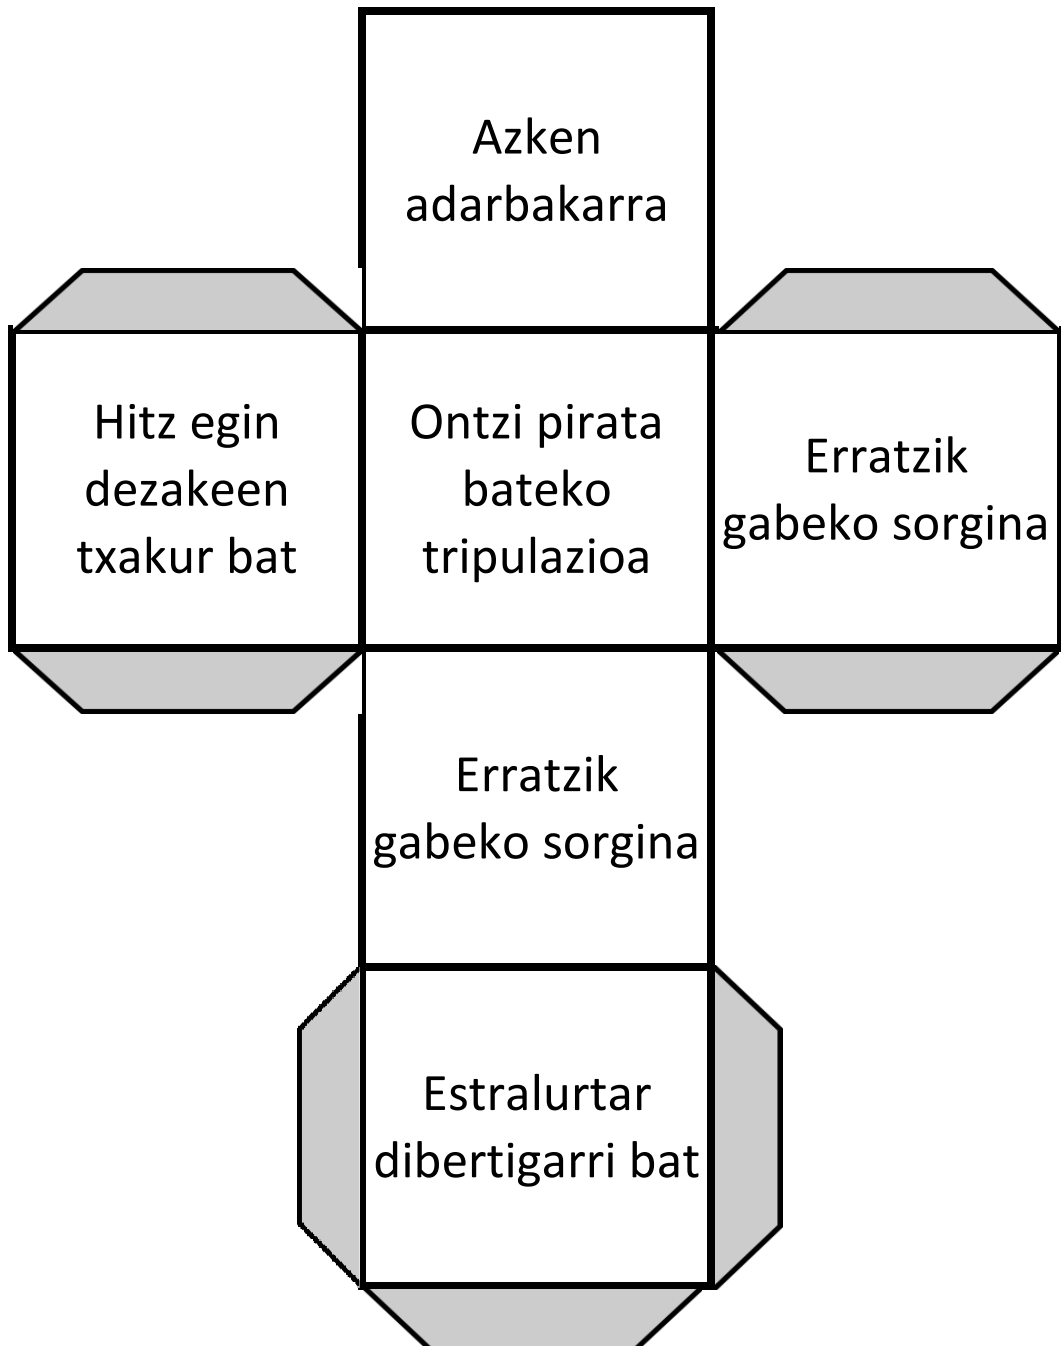 Azken
adarbakarra
Hitz egin
dezakeen
txakur bat
Ontzi pirata
bateko
tripulazioa
Erratzik
gabeko sorgina
Erratzik
gabeko sorgina
Estralurtar
dibertigarri bat